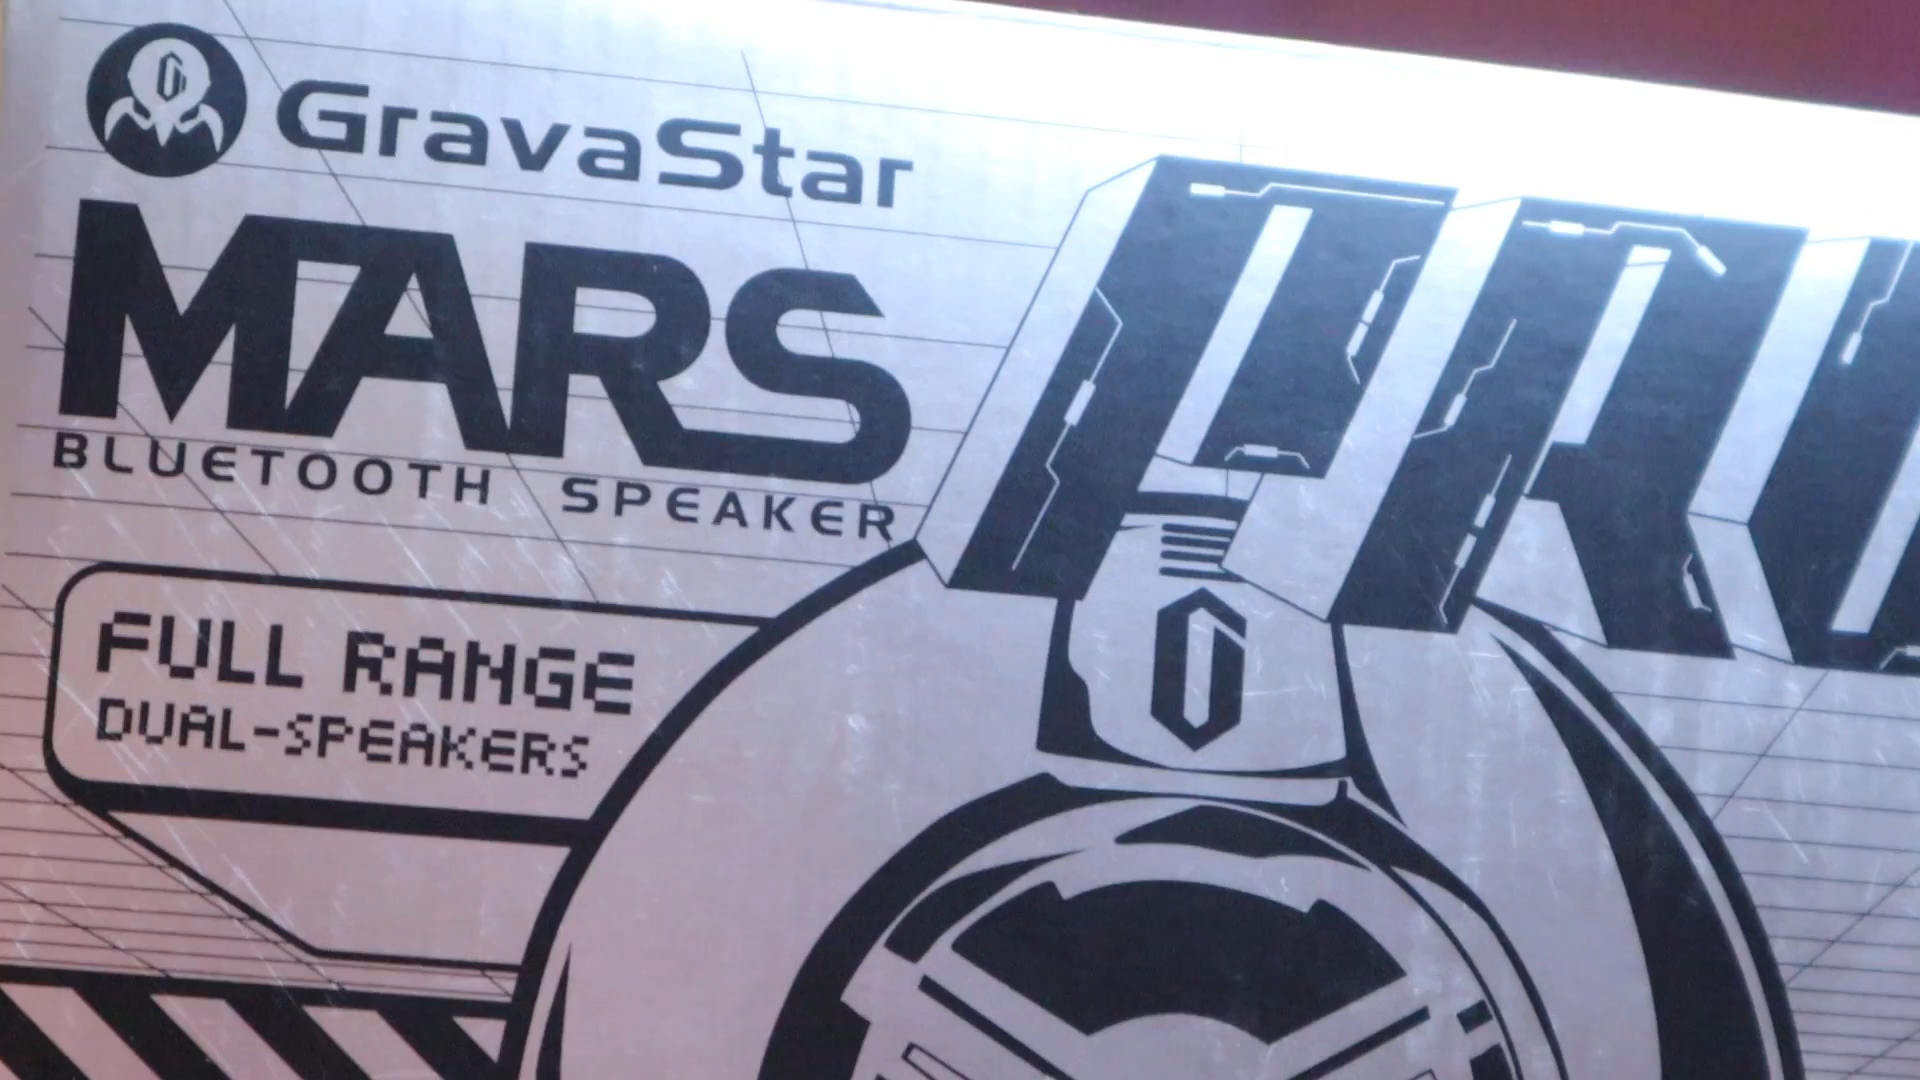 GravaStar
MARS
BLUETOOTH SPEAKER
FULL RANGE
DUAL-SPEAKERS